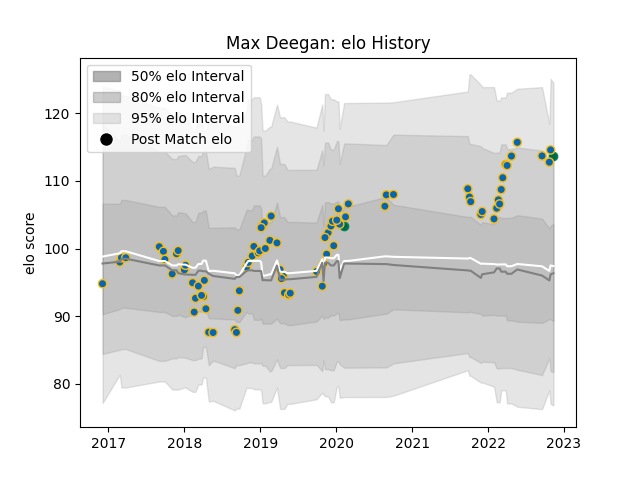 Max Deegan: elo History
50% elo Interval
80% elo Interval
95% elo Interval
Post Match elo
elo score
120
110
100
90
80
2017 2018 2019 2020 2021 2022 2023